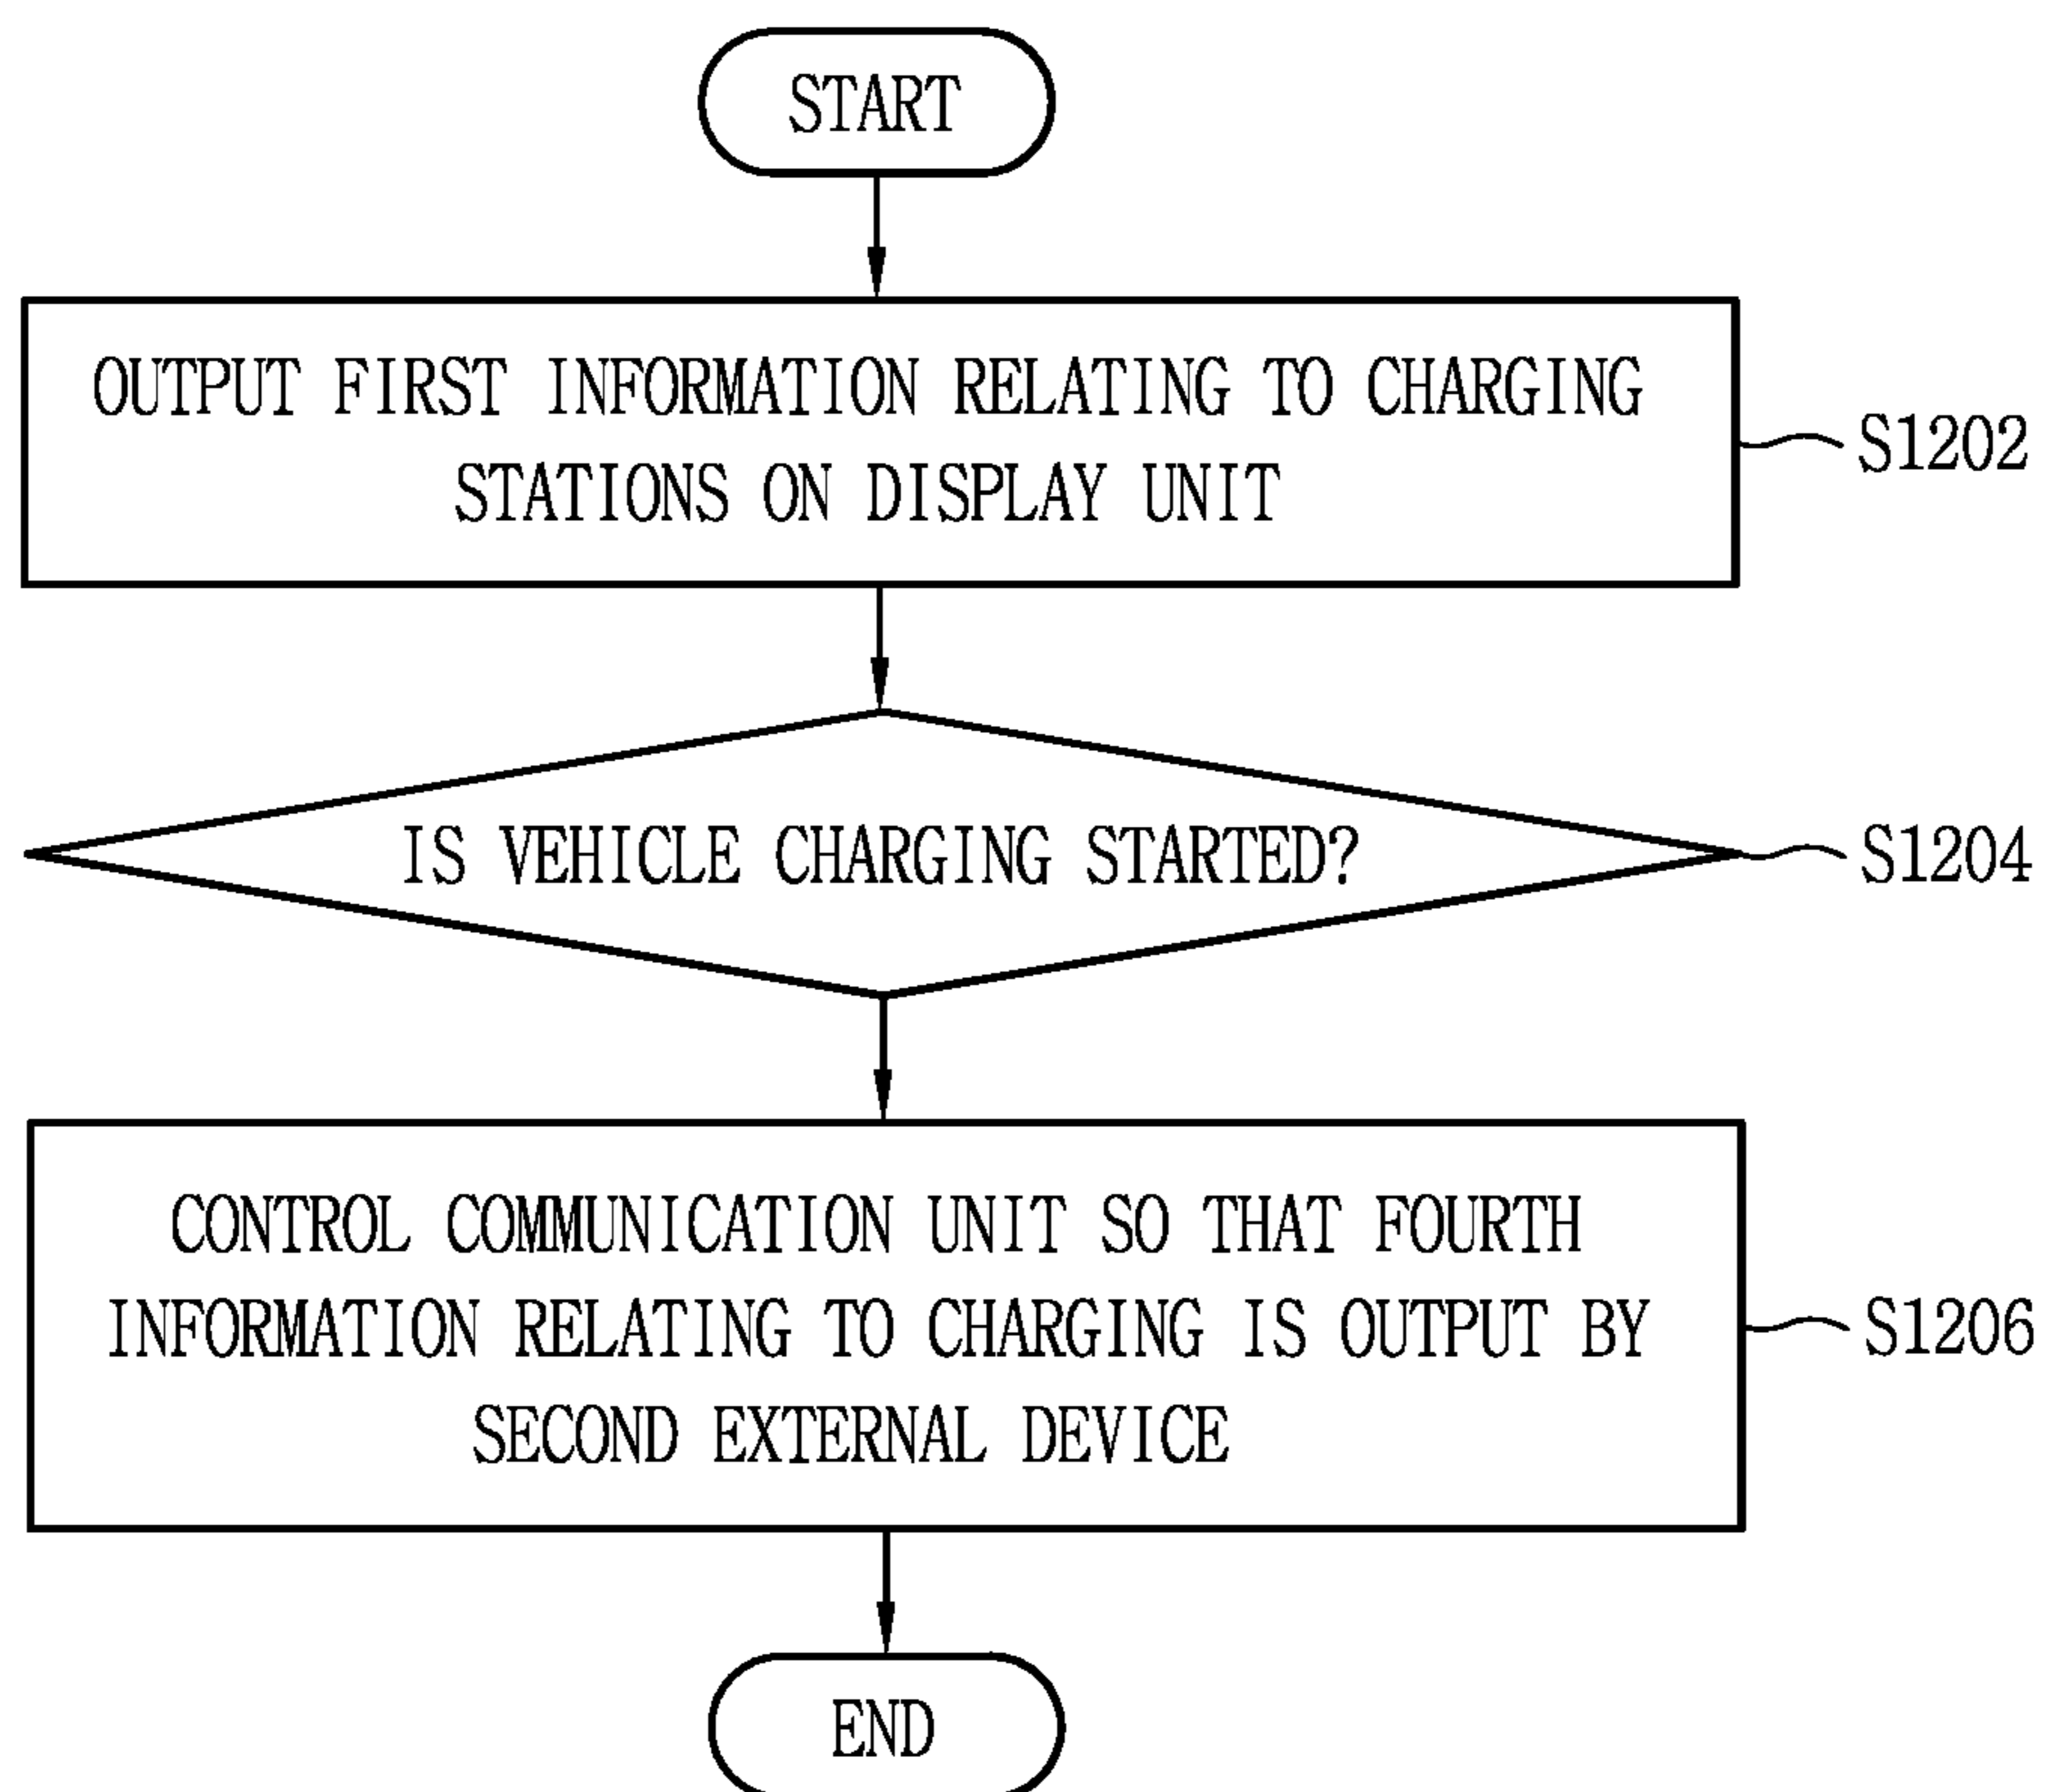 START
OUTPUT FIRST INFORMATION RELATING TO CHARGING
STATIONS ON DISPLAY UNIT
S1202
IS VEHICLE CHARGING STARTED?
S1204
CONTROL COMMUNICATION UNIT SO THAT FOURTH
INFORMATION RELATING TO CHARGING IS OUTPUT BY
SECOND EXTERNAL DEVICE
S1206
END